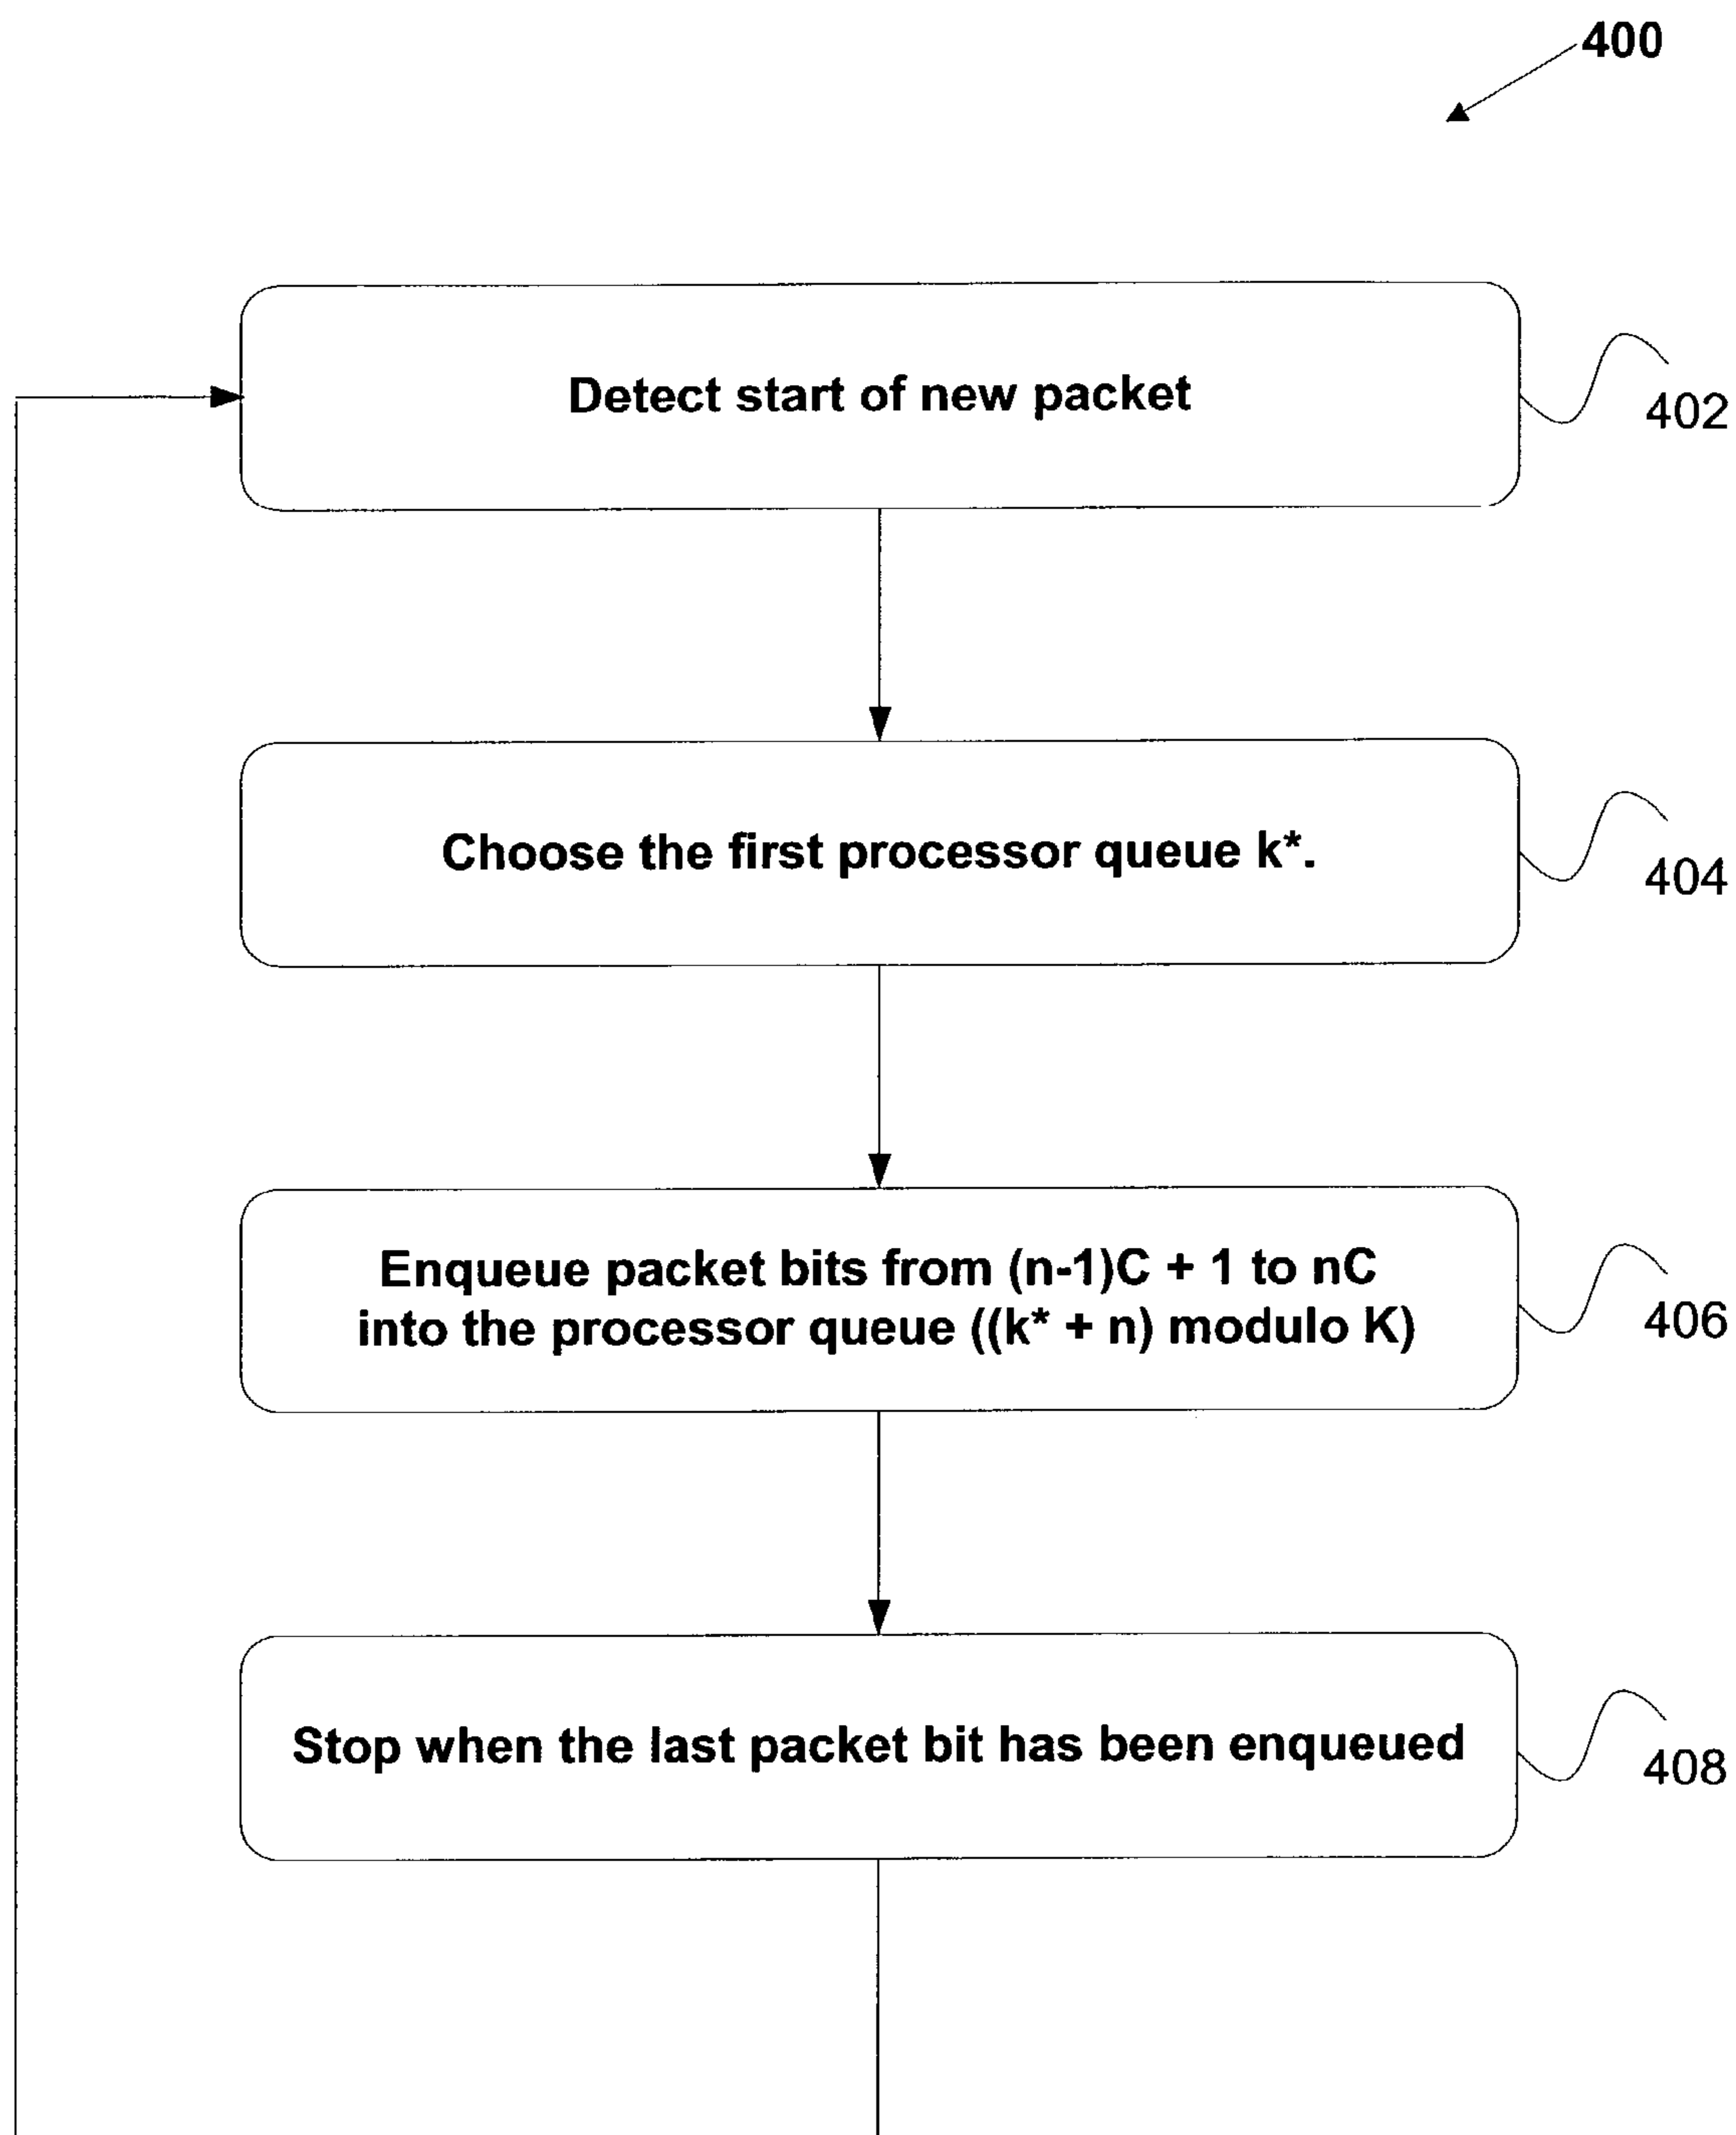 400
Detect start of new packet
402
Choose the first processor queue k*.
404
Enqueue packet bits from (n-1)C + 1 to nC
into the processor queue ((k* + n) modulo K)
406
Stop when the last packet bit has been enqueued
408